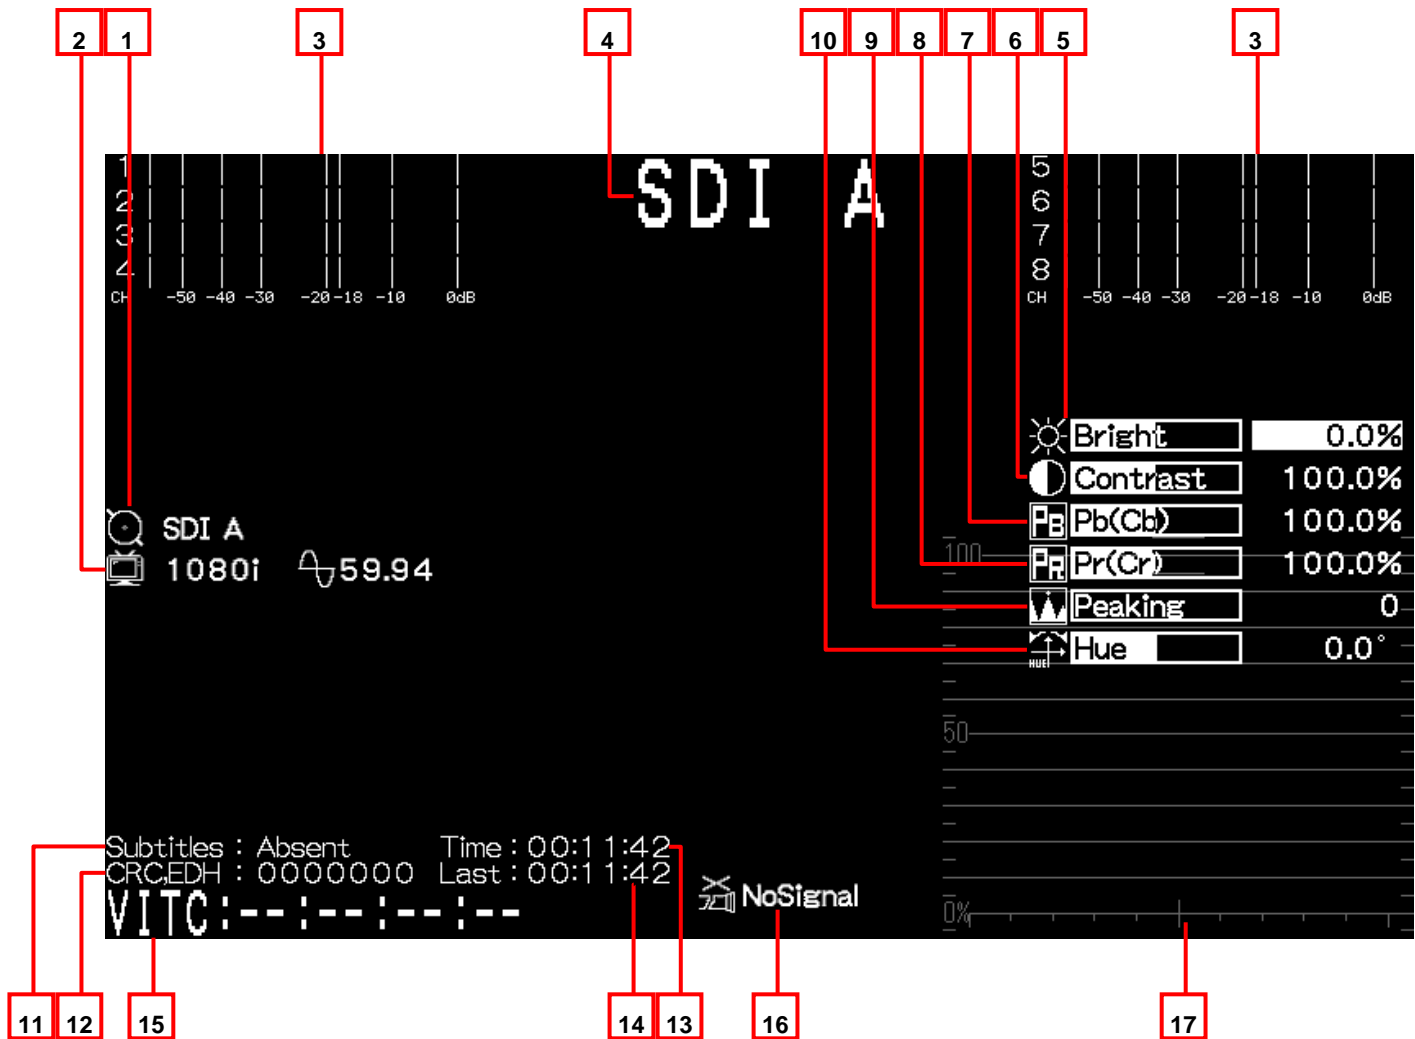 2 1 3 4 10 9 8 7 6 5 3
1
2
3
4
CH -50 -40 -30 -20 -18 -10 0dB
SDI A
5
6
7
8
CH -50 -40 -30 -20 -18 -10 0dB
Bright 0.0%
Contrast 100.0%
PB Pb(Cb) 100.0%
PR Pr(Cr) 100.0%
Peaking 0
HUE Hue 0.0°
SDI A
1080i 59.94
100
50
0%
Subtitles : Absent Time : 00:11:42
CRC,EDH : 0000000 Last : 00:11:42
VITC:--:--:--:--
NoSignal
11 12 15 14 13 16 17